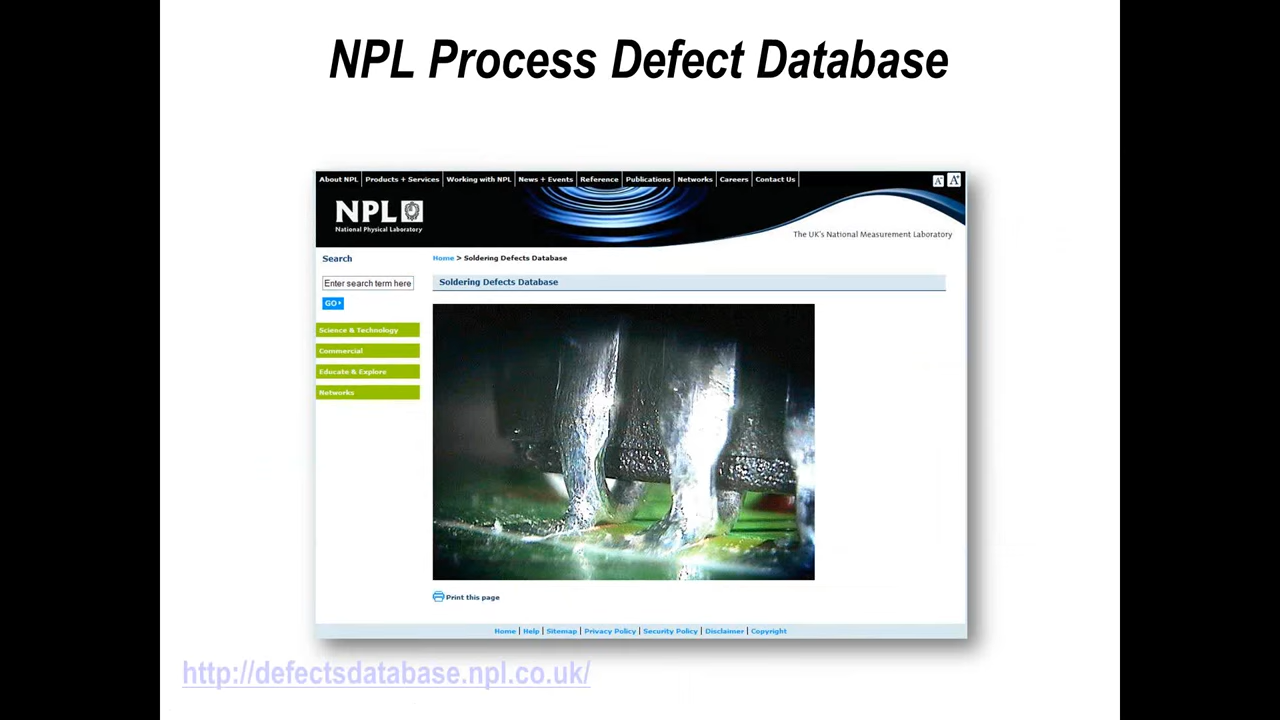 NPL Process Defect Database
About NPL Products + Services Working with NPL News + Events Reference Publications Networks Careers Contact Us A- A+
NPL
National Physical Laboratory
The UK's National Measurement Laboratory
Search
Home > Soldering Defects Database
Enter search term here
Soldering Defects Database
GO
Science & Technology
Commercial
Educate & Explore
Networks
Print this page
Home Help Sitemap Privacy Policy Security Policy Disclaimer Copyright
http://defectsdatabase.npl.co.uk/